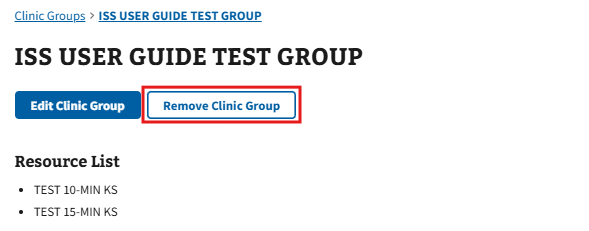 Clinic Groups > ISS USER GUIDE TEST GROUP
ISS USER GUIDE TEST GROUP
Edit Clinic Group Remove Clinic Group
Resource List
• TEST 10-MIN KS
• TEST 15-MIN KS